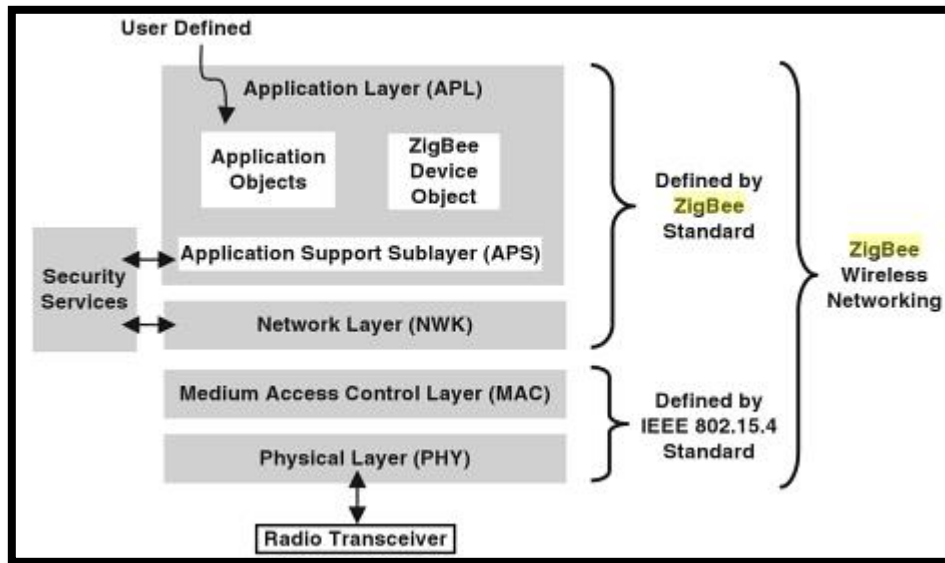 User Defined
Application Layer (APL)
Application
Objects
ZigBee
Device
Object
Application Support Sublayer (APS)
Security
Services
Network Layer (NWK)
Medium Access Control Layer (MAC)
Physical Layer (PHY)
Radio Transceiver
Defined by
ZigBee
Standard
Defined by
IEEE 802.15.4
Standard
ZigBee
Wireless
Networking